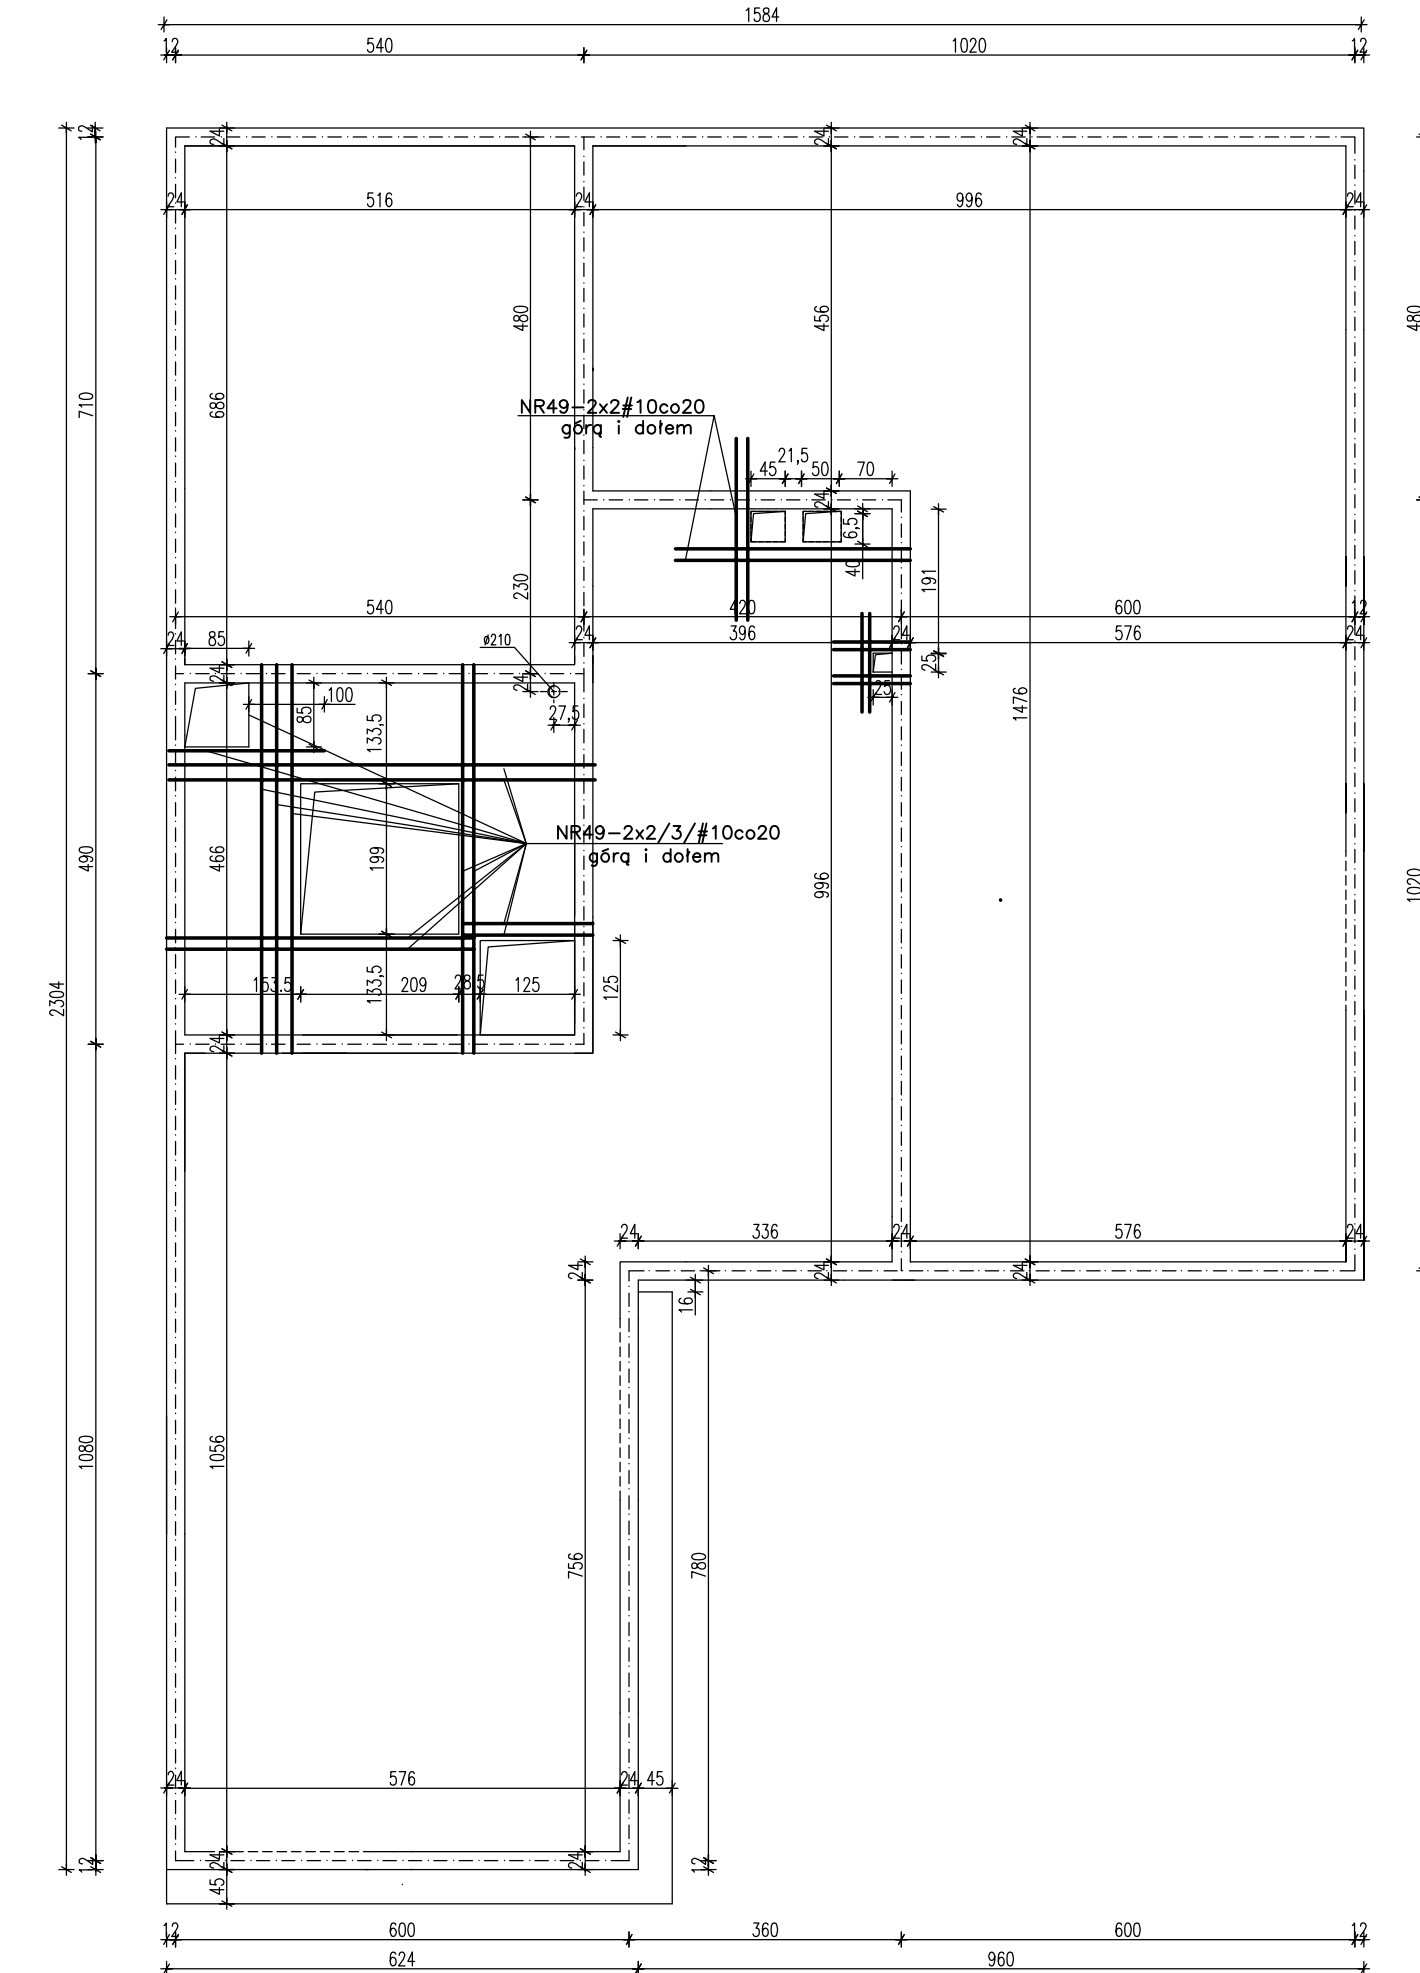 1584
12 540 1020 12
12 24 24 24
24 516 24 996 24
480 456 480
710 686
NR49-2x2#10co20
górą i dołem
21,5
45 50 70
24
6,5
40 191
230
540 420 600 12
24 85 24 396 24 576 24
ø210
24 24 25
100 25
85 133,5 27,5 1476
NR49-2x2/3/#10co20
górą i dołem
490 466 199
996 1020
2304
153.5 133,5 209 28,5 125 125
24
24 336 24 576 24
24 24 24
16
1080 1056
756 780
24 576 24 45
12 24 24 12
45
12 600 360 600 12
624 960